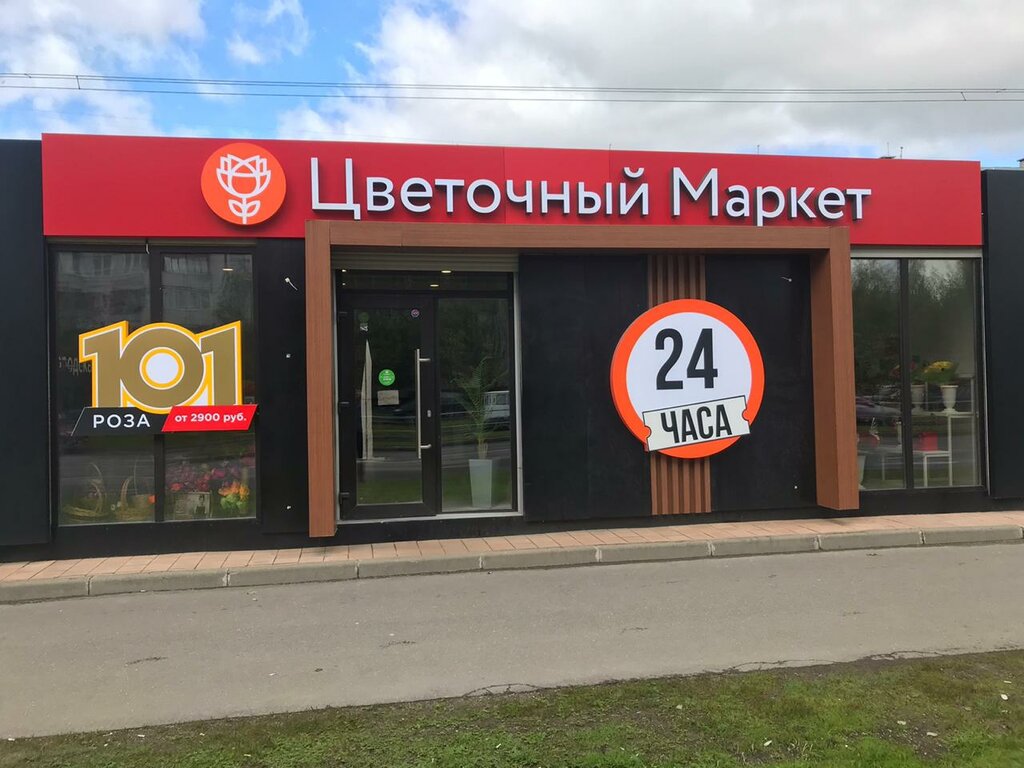 Цветочный Маркет
101
РОЗА
от 2900 руб.
24
ЧАСА